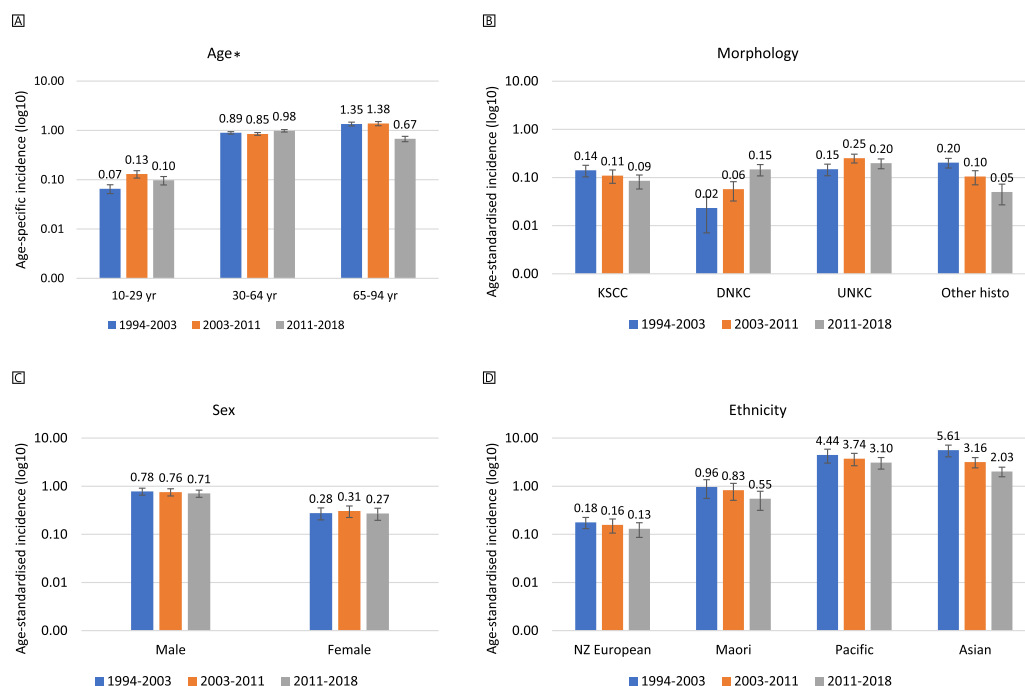 A
Age*
Age-specific incidence (log10)
10.00
1.00
0.10
0.01
0.00
0.07 0.13 0.10
0.89 0.85 0.98
1.35 1.38 0.67
10-29 yr 30-64 yr 65-94 yr
1994-2003 2003-2011 2011-2018
B
Morphology
Age-standardised incidence (log10)
10.00
1.00
0.10
0.01
0.00
0.14 0.11 0.09
0.02 0.06 0.15
0.15 0.25 0.20
0.20 0.10 0.05
KSCC DNKC UNKC Other histo
1994-2003 2003-2011 2011-2018
C
Sex
Age-standardised incidence (log10)
10.00
1.00
0.10
0.01
0.00
0.78 0.76 0.71
0.28 0.31 0.27
Male Female
1994-2003 2003-2011 2011-2018
D
Ethnicity
Age-standardised incidence (log10)
10.00
1.00
0.10
0.01
0.00
0.18 0.16 0.13
0.96 0.83 0.55
4.44 3.74 3.10
5.61 3.16 2.03
NZ European Maori Pacific Asian
1994-2003 2003-2011 2011-2018